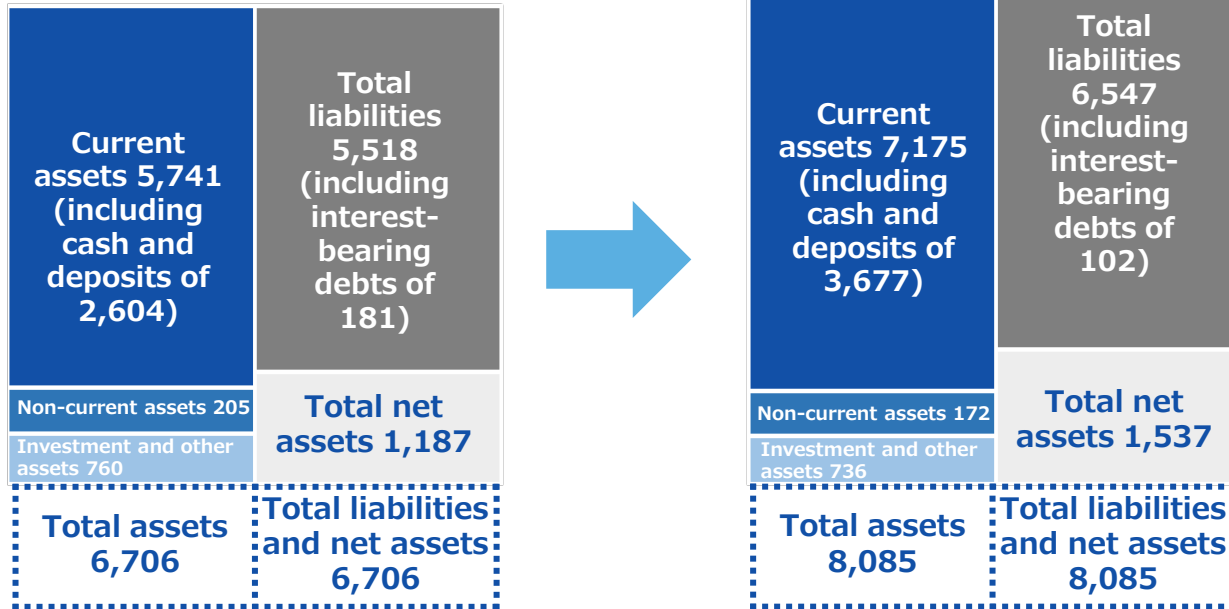 Current
assets 5,741
(including
cash and
deposits of
2,604)
Non-current assets 205
Investment and other
assets 760
Total
liabilities
5,518
(including
interest-
bearing
debts of
181)
Total net
assets 1,187
Total assets
6,706
Total liabilities
and net assets
6,706
Current
assets 7,175
(including
cash and
deposits of
3,677)
Non-current assets 172
Investment and other
assets 736
Total
liabilities
6,547
(including
interest-
bearing
debts of
102)
Total net
assets 1,537
Total assets
8,085
Total liabilities
and net assets
8,085